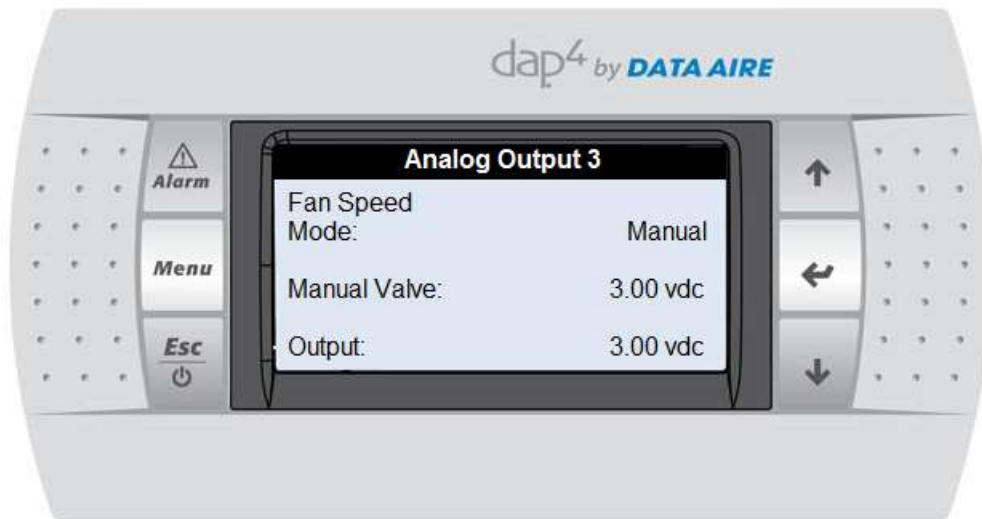 dap4 by DATA AIRE
Alarm
Menu
Esc
Analog Output 3
Fan Speed
Mode: Manual
Manual Valve: 3.00 vdc
Output: 3.00 vdc